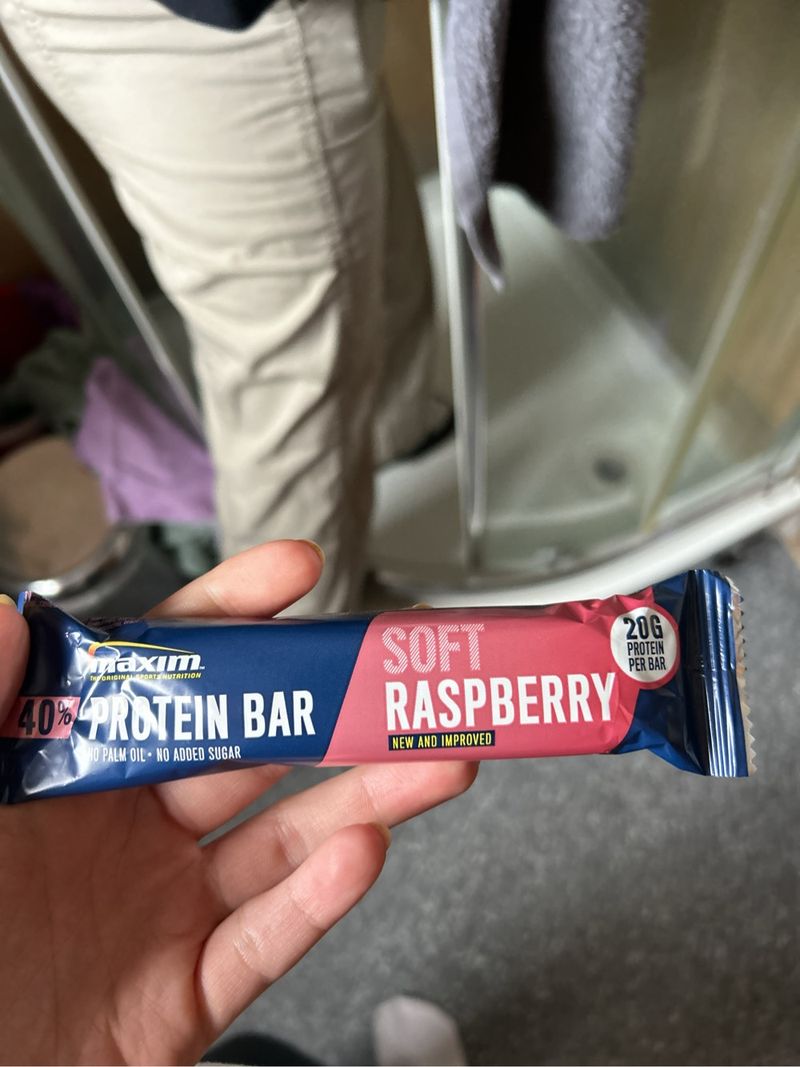 maxim™
THE ORIGINAL SPORTS NUTRITION
40% PROTEIN BAR
NO PALM OIL • NO ADDED SUGAR
SOFT
RASPBERRY
NEW AND IMPROVED
20G
PROTEIN
PER BAR